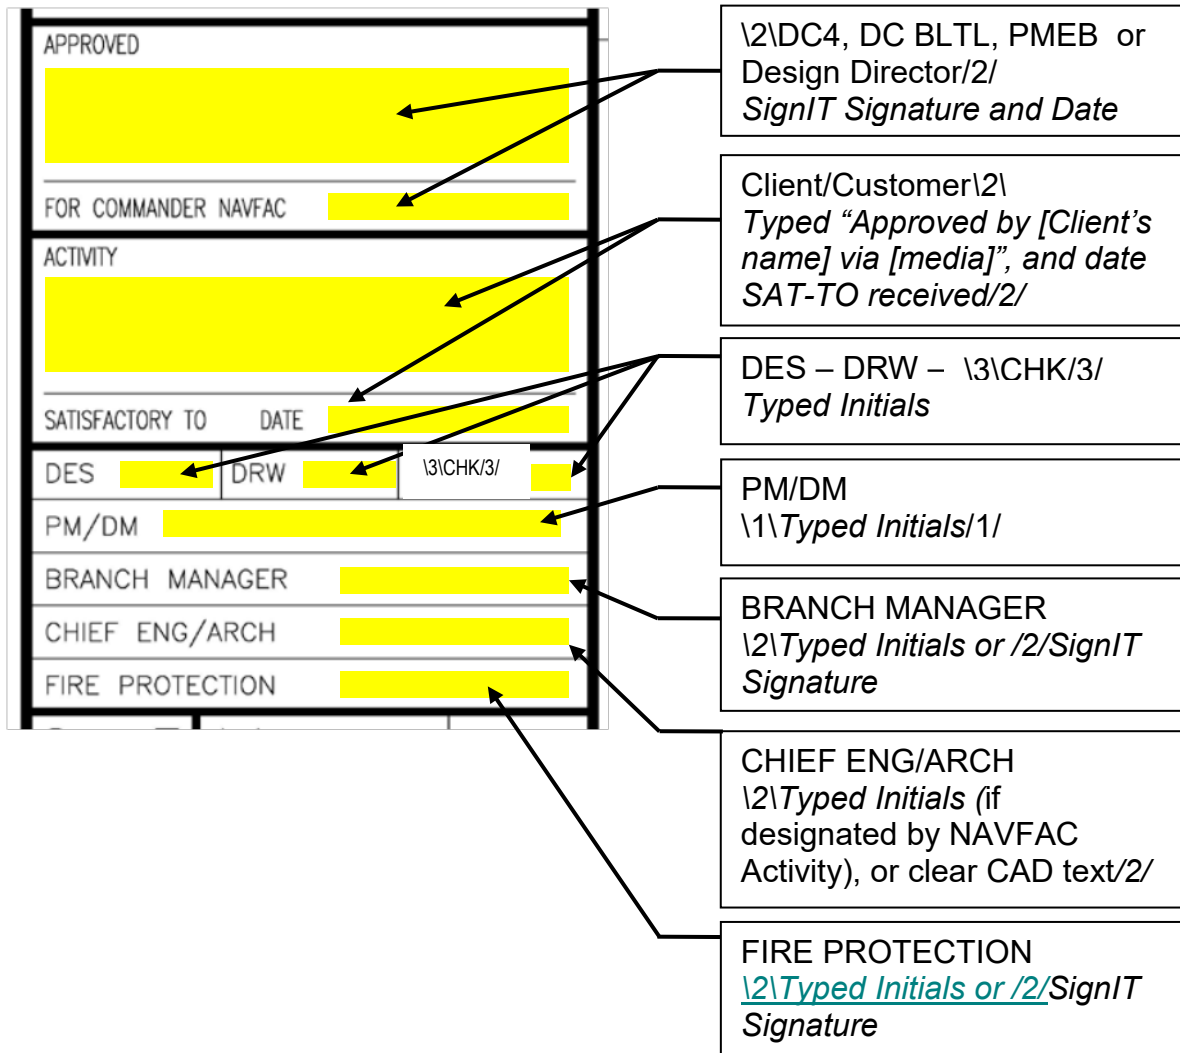 APPROVED
FOR COMMANDER NAVFAC
ACTIVITY
SATISFACTORY TO DATE
DES DRW \3\CHK/3/
PM/DM
BRANCH MANAGER
CHIEF ENG/ARCH
FIRE PROTECTION
\2\DC4, DC BLTL, PMEB or
Design Director/2/
SignIT Signature and Date
Client/Customer\2\
Typed “Approved by [Client’s
name] via [media]”, and date
SAT-TO received/2/
DES – DRW – \3\CHK/3/
Typed Initials
PM/DM
\1\Typed Initials/1/
BRANCH MANAGER
\2\Typed Initials or /2/SignIT
Signature
CHIEF ENG/ARCH
\2\Typed Initials (if
designated by NAVFAC
Activity), or clear CAD text/2/
FIRE PROTECTION
\2\Typed Initials or /2/SignIT
Signature